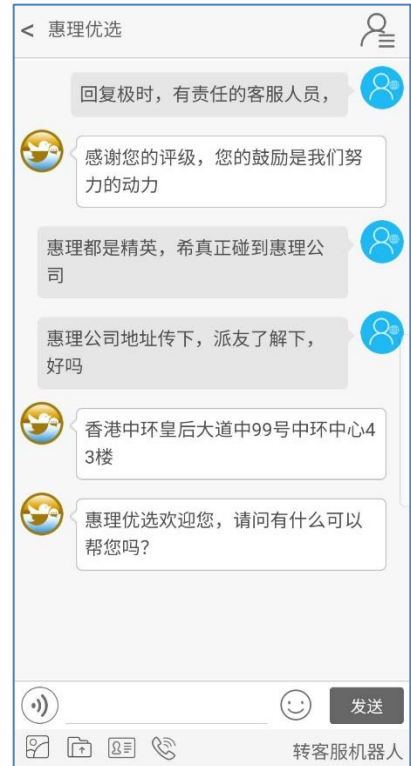 < 惠理优选
回复极时，有责任的客服人员，
感谢您的评级，您的鼓励是我们努
力的动力
惠理都是精英，希真正碰到惠理公
司
惠理公司地址传下，派友了解下，
好吗
香港中环皇后大道中99号中环中心4
3楼
惠理优选欢迎您，请问有什么可以
帮您吗？
发送
转客服机器人